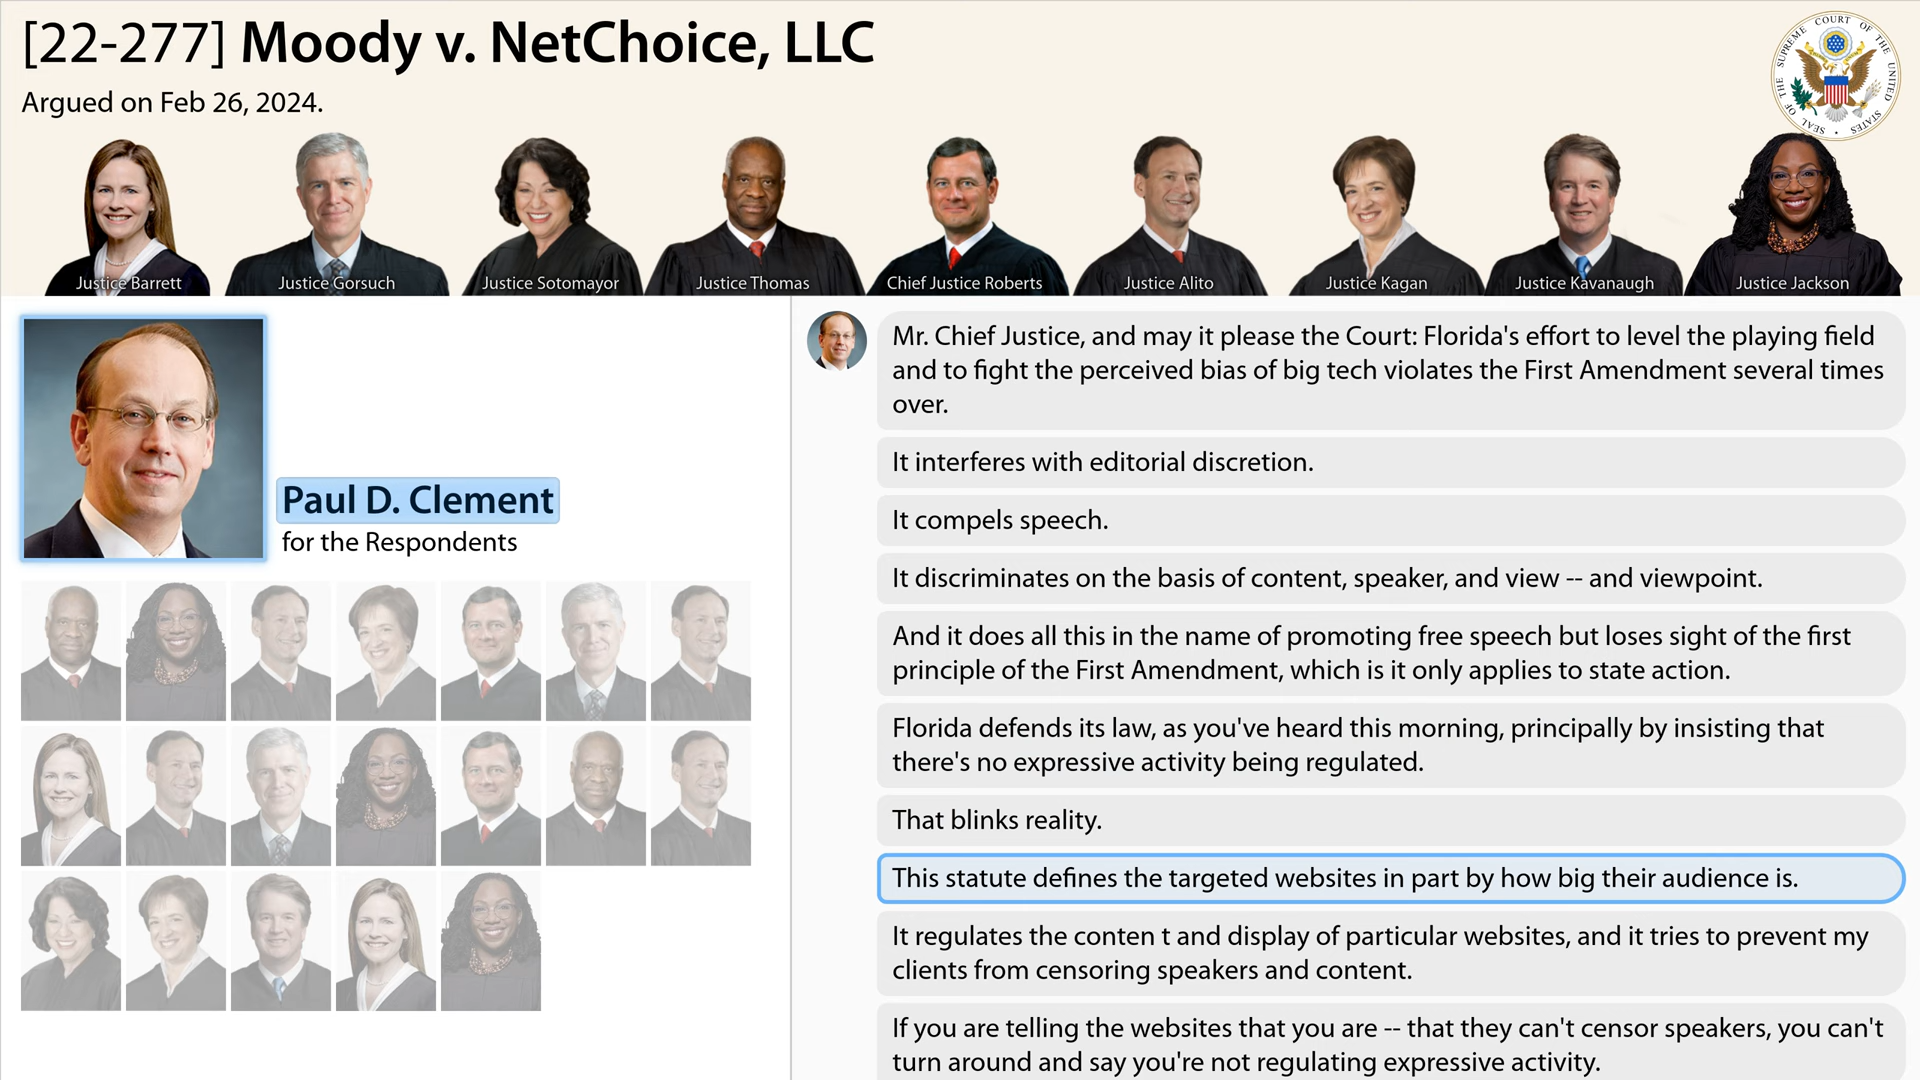 [22-277] Moody v. NetChoice, LLC
Argued on Feb 26, 2024.
SEAL OF THE SUPREME COURT OF THE UNITED STATES
Justice Barrett
Justice Gorsuch
Justice Sotomayor
Justice Thomas
Chief Justice Roberts
Justice Alito
Justice Kagan
Justice Kavanaugh
Justice Jackson
Paul D. Clement
for the Respondents
Mr. Chief Justice, and may it please the Court: Florida's effort to level the playing field
and to fight the perceived bias of big tech violates the First Amendment several times
over.
It interferes with editorial discretion.
It compels speech.
It discriminates on the basis of content, speaker, and view -- and viewpoint.
And it does all this in the name of promoting free speech but loses sight of the first
principle of the First Amendment, which is it only applies to state action.
Florida defends its law, as you've heard this morning, principally by insisting that
there's no expressive activity being regulated.
That blinks reality.
This statute defines the targeted websites in part by how big their audience is.
It regulates the conten t and display of particular websites, and it tries to prevent my
clients from censoring speakers and content.
If you are telling the websites that you are -- that they can't censor speakers, you can't
turn around and say you're not regulating expressive activity.